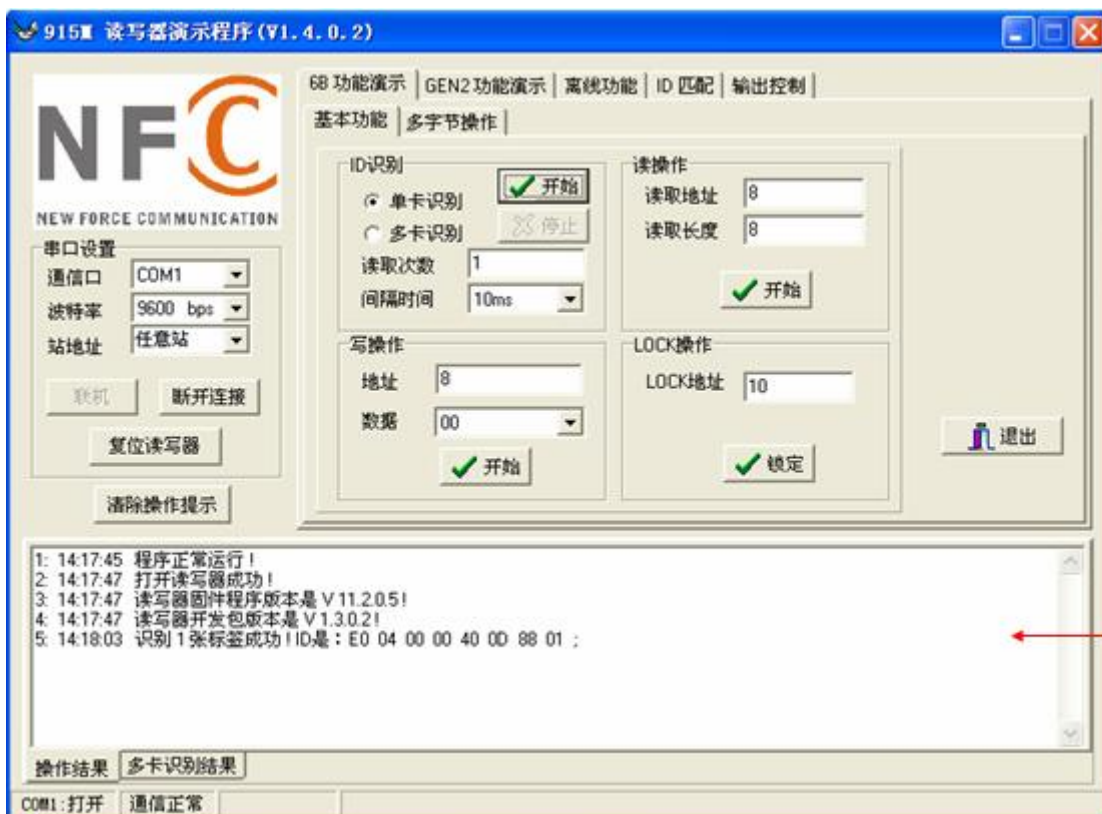 915M 读写器演示程序(V1.4.0.2)
NFC
NEW FORCE COMMUNICATION
串口设置
通信口 COM1
波特率 9600 bps
站地址 任意站
联机 断开连接
复位读写器
清除操作提示
6B 功能演示 GEN2功能演示 离线功能 ID 匹配 输出控制
基本功能 多字节操作
ID识别
单卡识别 开始
多卡识别 停止
读取次数 1
间隔时间 10ms
读操作
读取地址 8
读取长度 8
开始
写操作
地址 8
数据 00
开始
LOCK操作
LOCK地址 10
锁定
退出
1: 14:17:45 程序正常运行!
2: 14:17:47 打开读写器成功!
3: 14:17:47 读写器固件程序版本是 V 11.2.0.5!
4: 14:17:47 读写器开发包版本是 V 1.3.0.2!
5: 14:18:03 识别 1 张标签成功!ID是:E0 04 00 00 40 0D 88 01 ;
操作结果 多卡识别结果
COM1:打开 通信正常